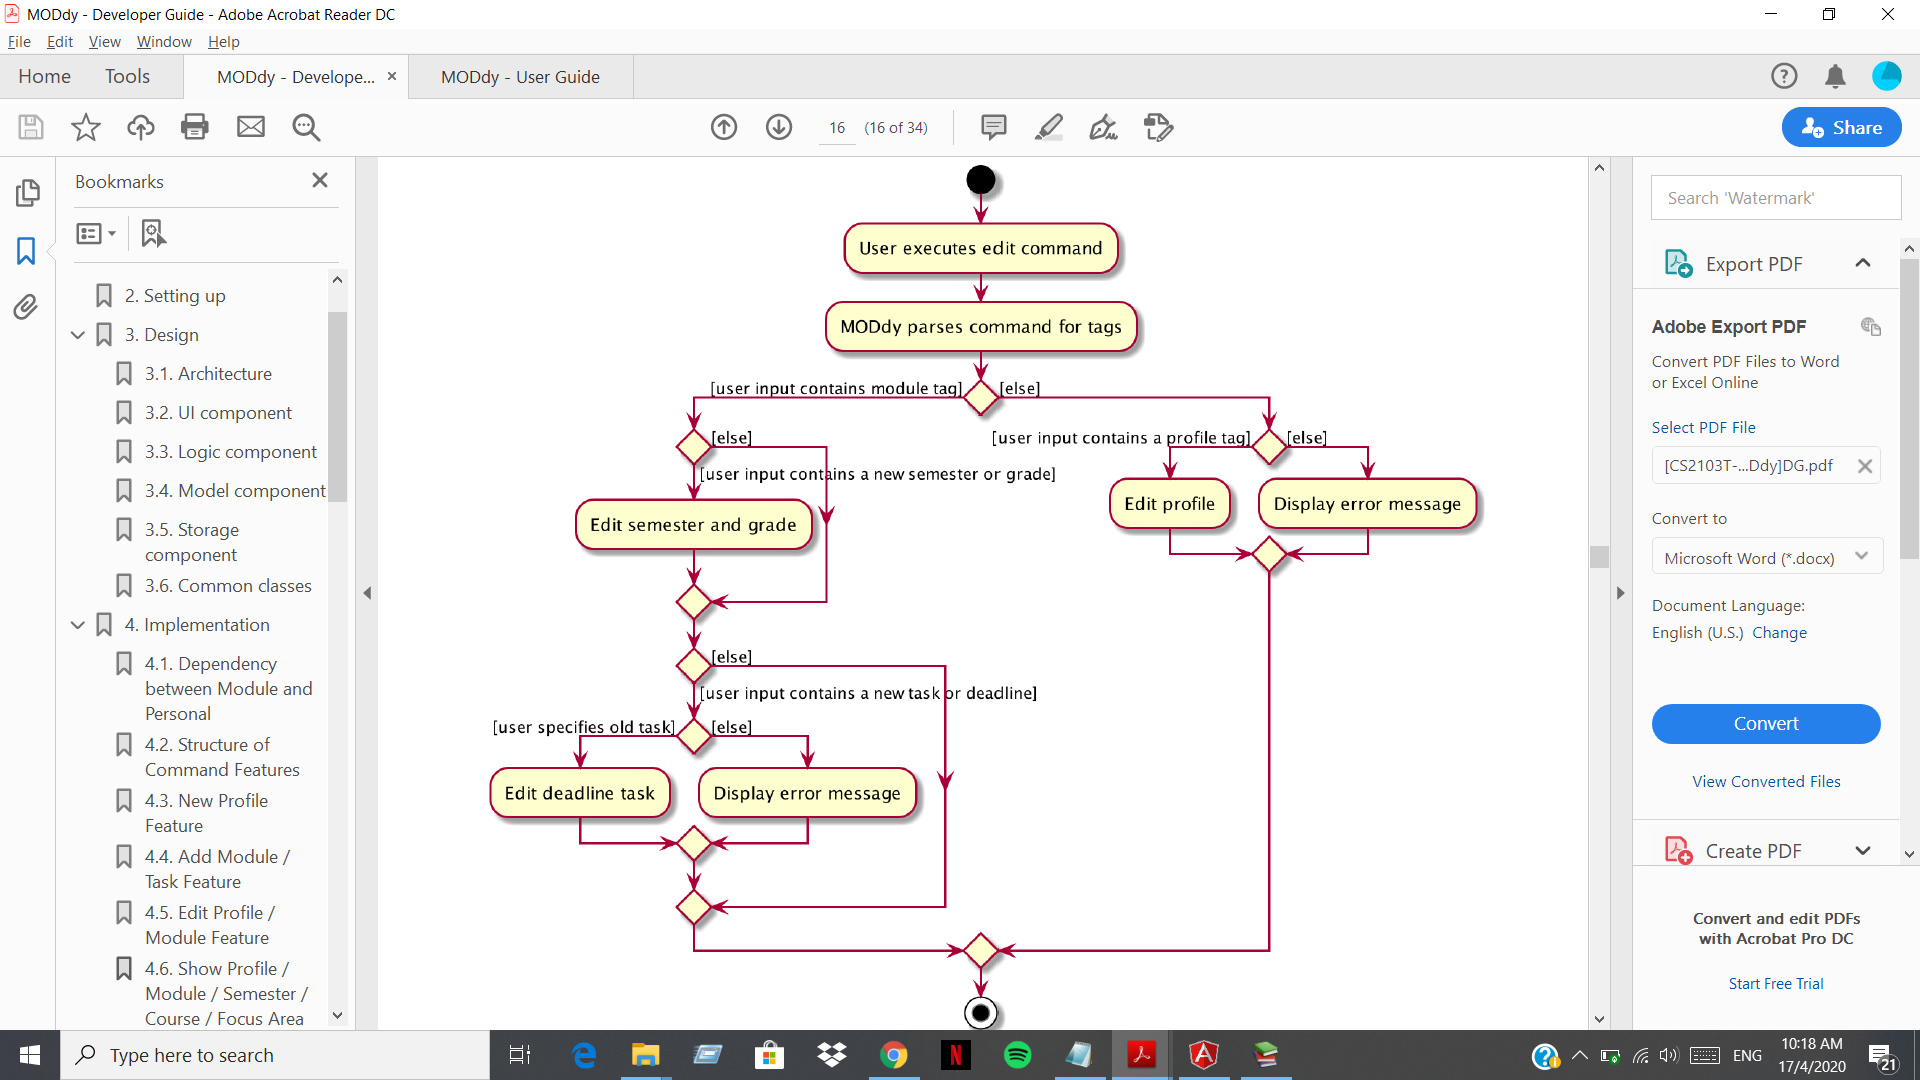 MODdy - Developer Guide - Adobe Acrobat Reader DC
File Edit View Window Help
Home Tools MODdy - Develope... × MODdy - User Guide
16 (16 of 34)
Share
Bookmarks
2. Setting up
3. Design
3.1. Architecture
3.2. UI component
3.3. Logic component
3.4. Model component
3.5. Storage
component
3.6. Common classes
4. Implementation
4.1. Dependency
between Module and
Personal
4.2. Structure of
Command Features
4.3. New Profile
Feature
4.4. Add Module /
Task Feature
4.5. Edit Profile /
Module Feature
4.6. Show Profile /
Module / Semester /
Course / Focus Area
User executes edit command
MODdy parses command for tags
[user input contains module tag] [else]
[else] [user input contains a profile tag] [else]
[user input contains a new semester or grade]
Edit semester and grade Edit profile Display error message
[else]
[user input contains a new task or deadline]
[user specifies old task] [else]
Edit deadline task Display error message
Search 'Watermark'
Export PDF
Adobe Export PDF
Convert PDF Files to Word
or Excel Online
Select PDF File
[CS2103T-...Ddy]DG.pdf
Convert to
Microsoft Word (*.docx)
Document Language:
English (U.S.) Change
Convert
View Converted Files
Create PDF
Convert and edit PDFs
with Acrobat Pro DC
Start Free Trial
Type here to search
N
ENG
10:18 AM
17/4/2020
21